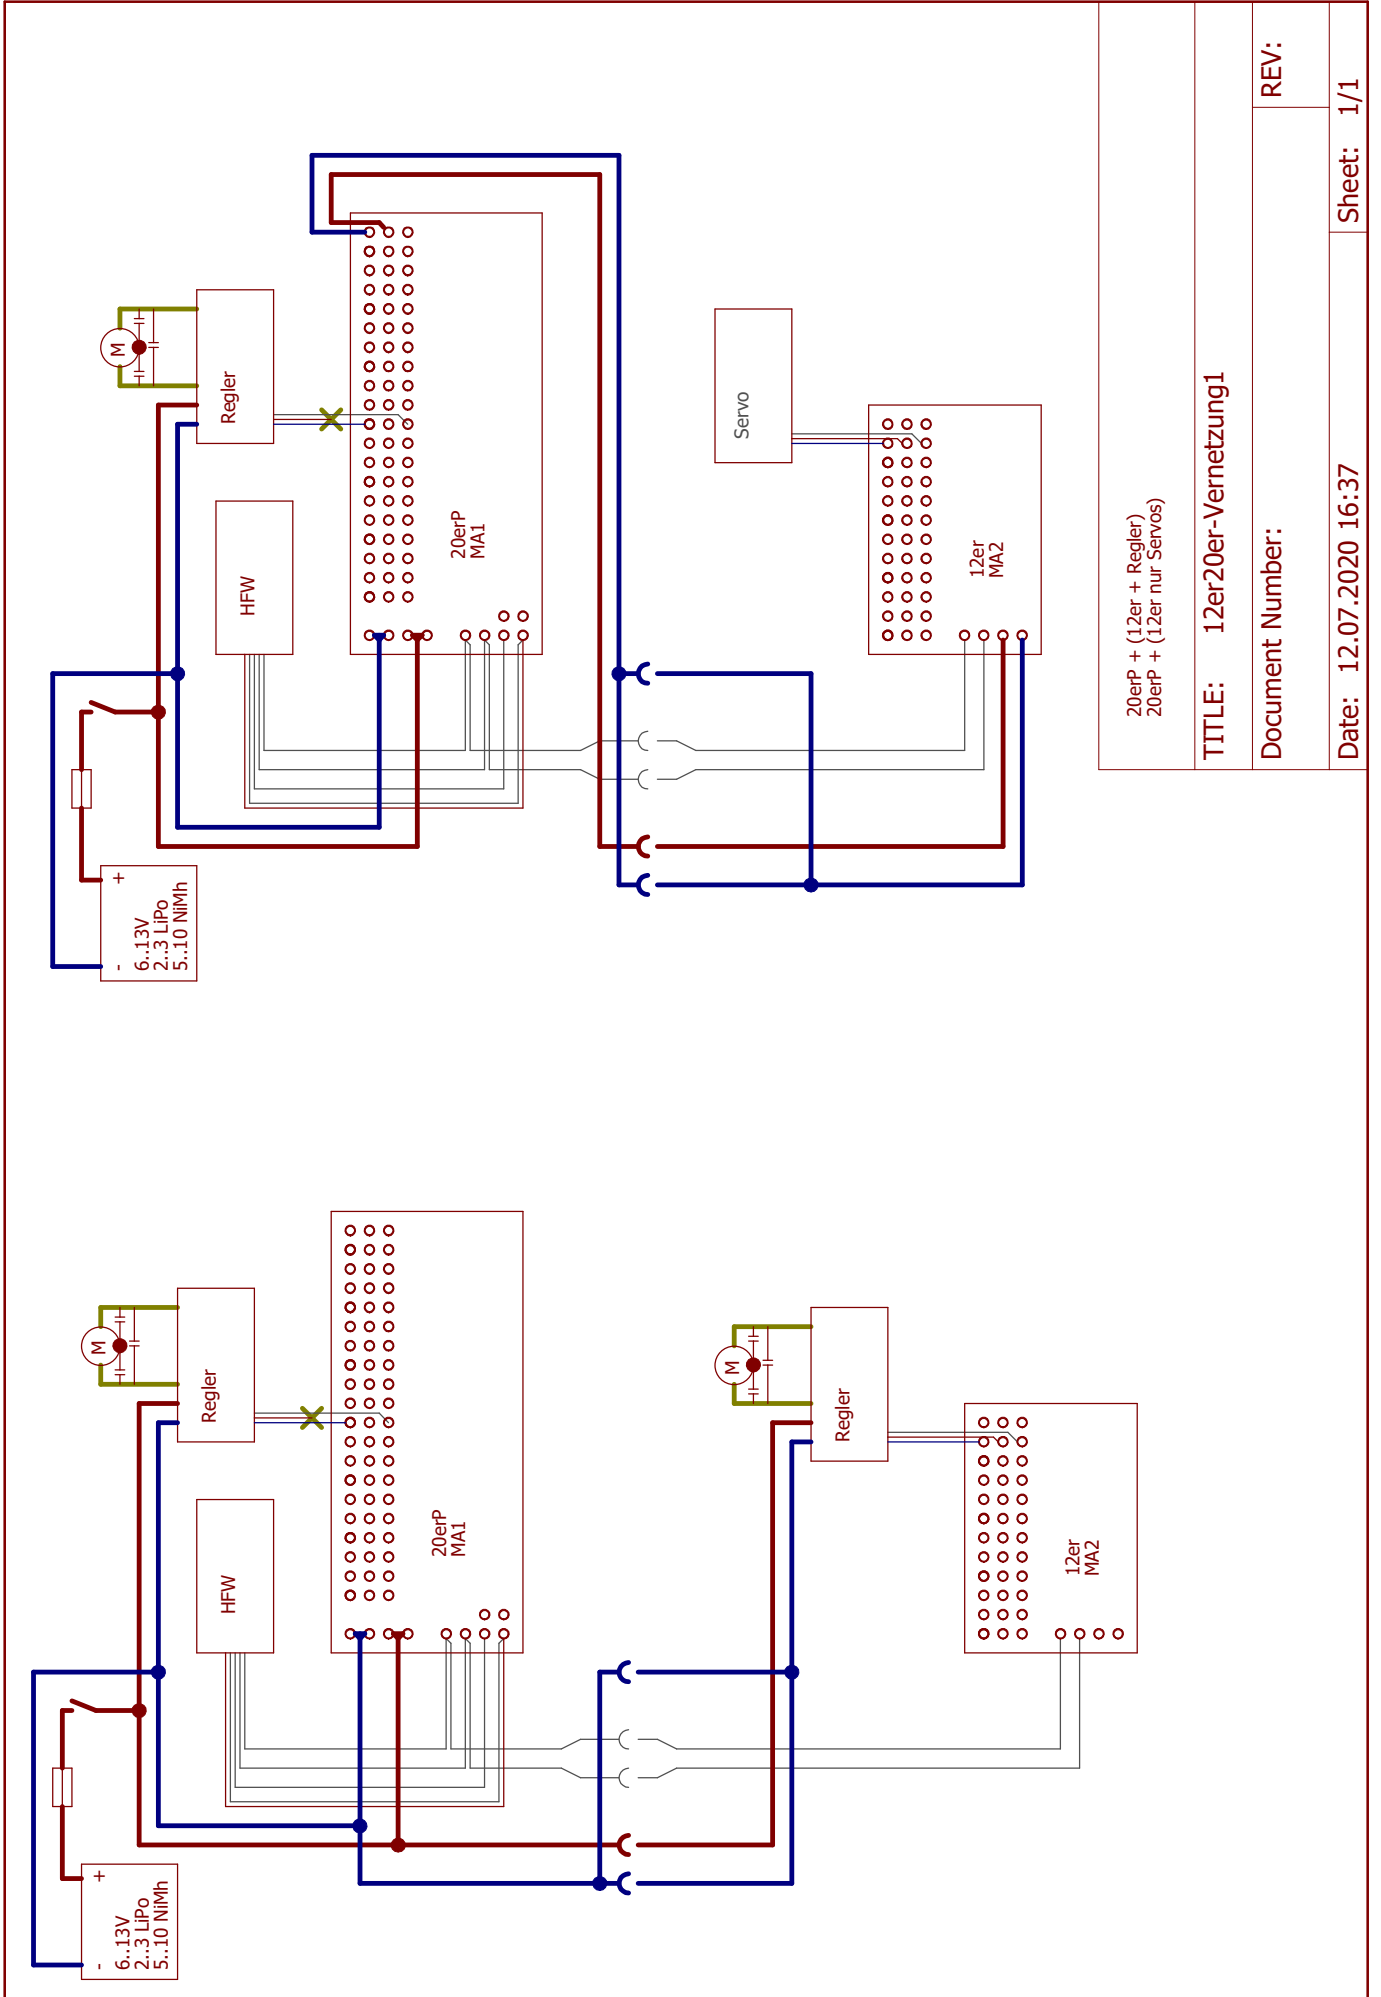 M
Regler
HFW
20erP
MA1
+
-
6..13V
2..3 LiPo
5..10 NiMh
M
Regler
12er
MA2
M
Regler
HFW
20erP
MA1
+
-
6..13V
2..3 LiPo
5..10 NiMh
Servo
12er
MA2
20erP + (12er + Regler)
20erP + (12er nur Servos)
TITLE: 12er20er-Vernetzung1
Document Number:
REV:
Date: 12.07.2020 16:37
Sheet: 1/1